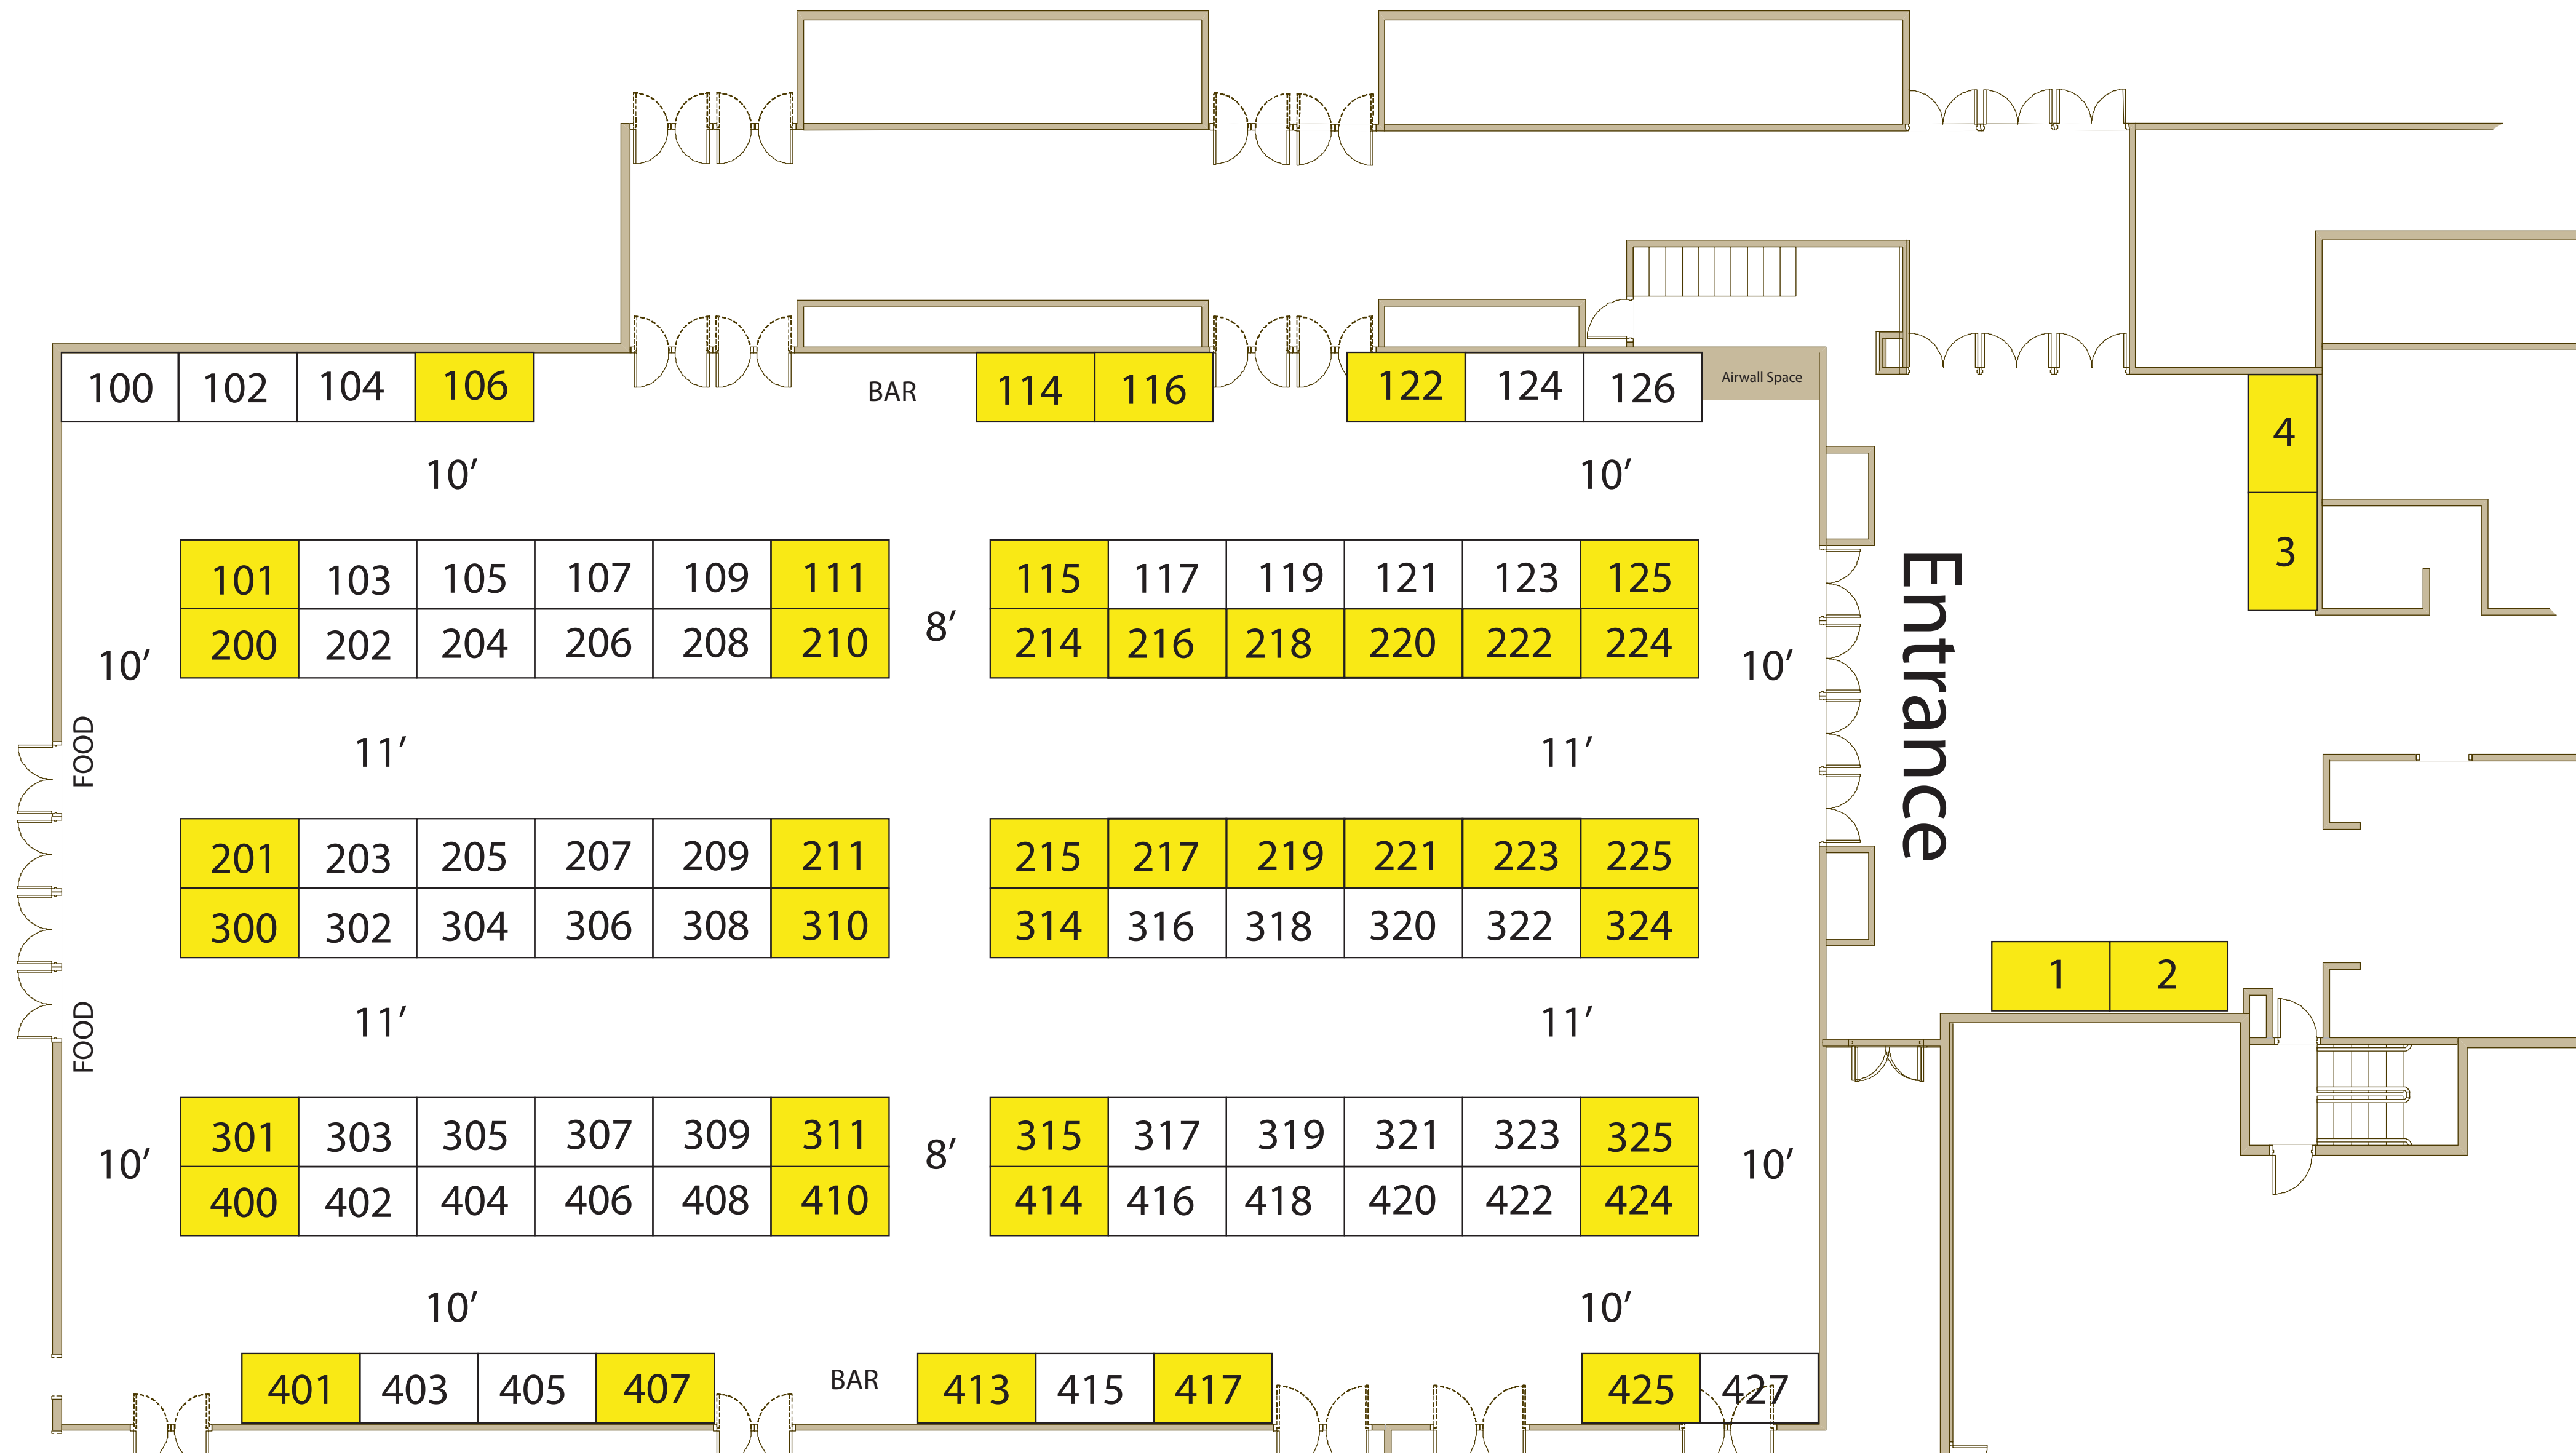 100 102 104 106 BAR 114 116 122 124 126 Airwall Space
10′ 10′
4
3
101 103 105 107 109 111 115 117 119 121 123 125
200 202 204 206 208 210 8′ 214 216 218 220 222 224
10′ 10′
Entrance
FOOD
11′ 11′
201 203 205 207 209 211 215 217 219 221 223 225
300 302 304 306 308 310 314 316 318 320 322 324
1 2
FOOD
11′ 11′
301 303 305 307 309 311 8′ 315 317 319 321 323 325
10′ 10′
400 402 404 406 408 410 414 416 418 420 422 424
10′ 10′
401 403 405 407 BAR 413 415 417 425 427